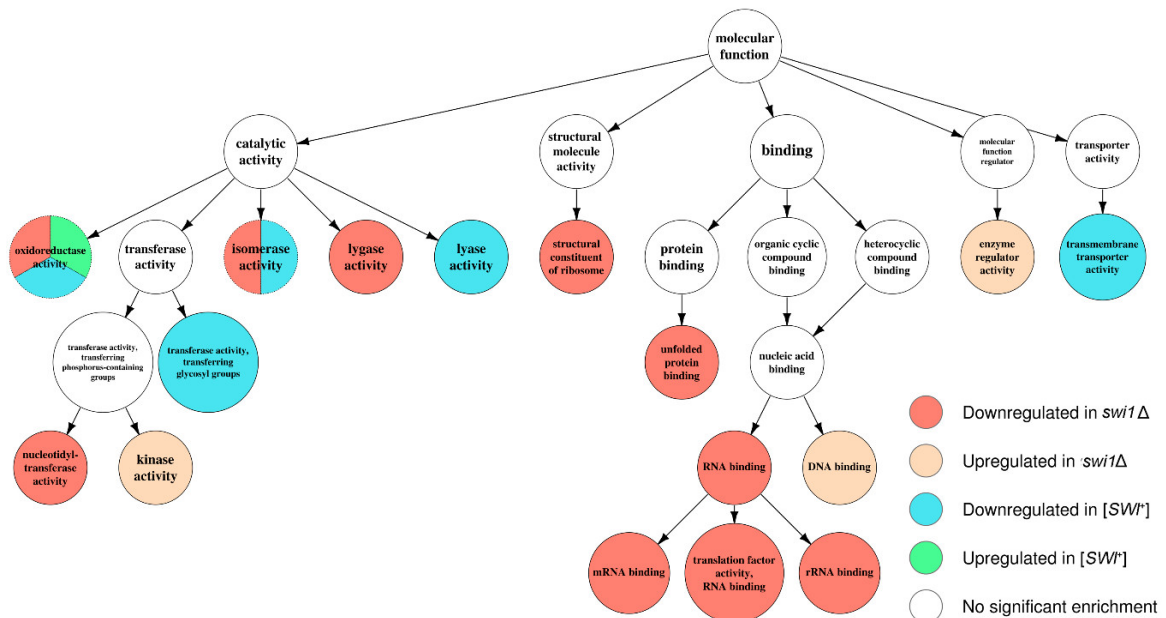 molecular
function
catalytic
activity
structural
molecule
activity
binding
molecular
function
regulator
transporter
activity
oxidoreductase
activity
transferase
activity
isomerase
activity
lygase
activity
lyase
activity
structural
constituent
of ribosome
protein
binding
organic cyclic
compound
binding
heterocyclic
compound
binding
enzyme
regulator
activity
transmembrane
transporter
activity
transferase activity,
transferring
phosphorus-containing
groups
transferase activity,
transferring
glycosyl groups
unfolded
protein
binding
nucleic acid
binding
nucleotidyl-
transferase
activity
kinase
activity
RNA binding
DNA binding
mRNA binding
translation factor
activity,
RNA binding
rRNA binding
Downregulated in swi1Δ
Upregulated in swi1Δ
Downregulated in [SWI⁺]
Upregulated in [SWI⁺]
No significant enrichment